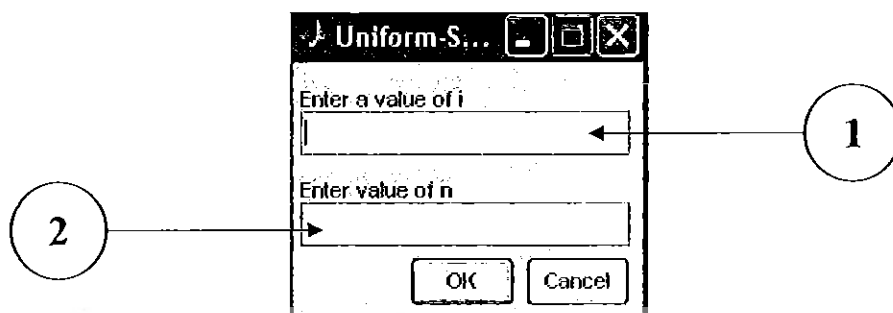 Uniform-S...
Enter a value of i
1
Enter value of n
2
OK Cancel